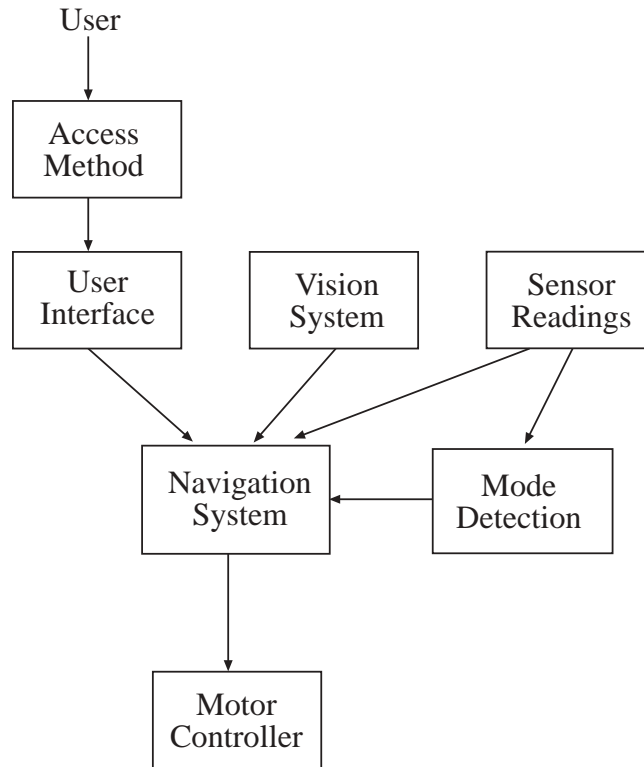 User
Access
Method
User
Interface
Vision
System
Sensor
Readings
Navigation
System
Mode
Detection
Motor
Controller